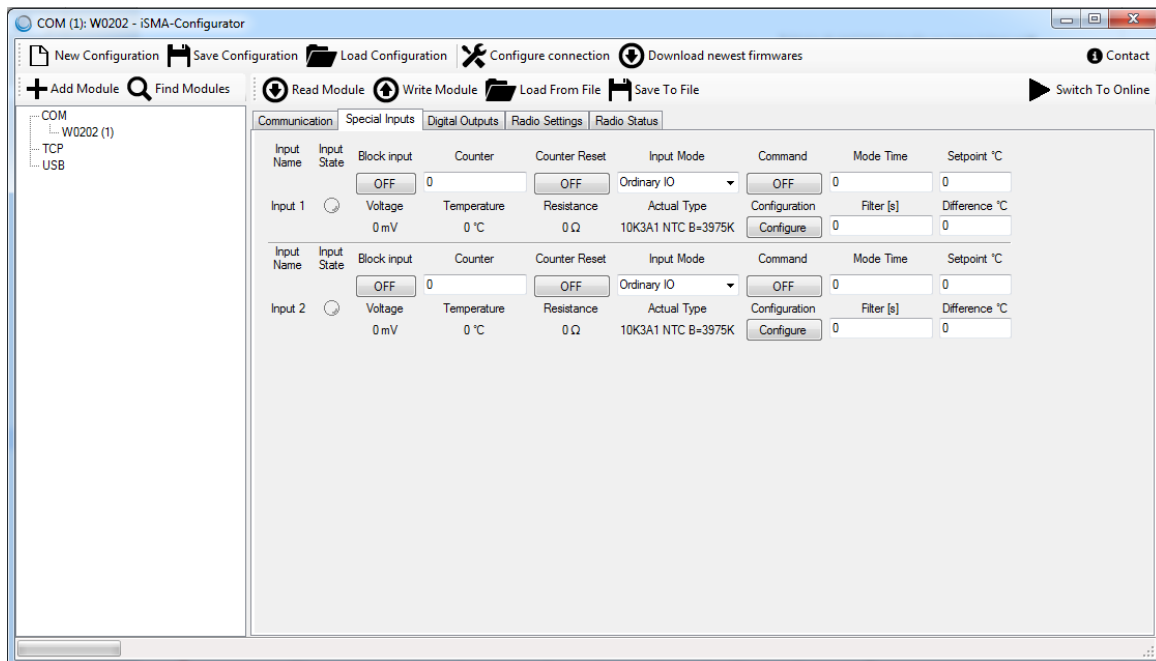 COM (1): W0202 - iSMA-Configurator
New Configuration Save Configuration Load Configuration Configure connection Download newest firmwares Contact
Add Module Find Modules Read Module Write Module Load From File Save To File Switch To Online
COM
W0202 (1)
TCP
USB
Communication Special Inputs Digital Outputs Radio Settings Radio Status
Input Name Input State Block input Counter Counter Reset Input Mode Command Mode Time Setpoint °C
OFF 0 OFF Ordinary IO OFF 0 0
Input 1 Voltage Temperature Resistance Actual Type Configuration Filter [s] Difference °C
0 mV 0 °C 0 Ω 10K3A1 NTC B=3975K Configure 0 0
Input Name Input State Block input Counter Counter Reset Input Mode Command Mode Time Setpoint °C
OFF 0 OFF Ordinary IO OFF 0 0
Input 2 Voltage Temperature Resistance Actual Type Configuration Filter [s] Difference °C
0 mV 0 °C 0 Ω 10K3A1 NTC B=3975K Configure 0 0